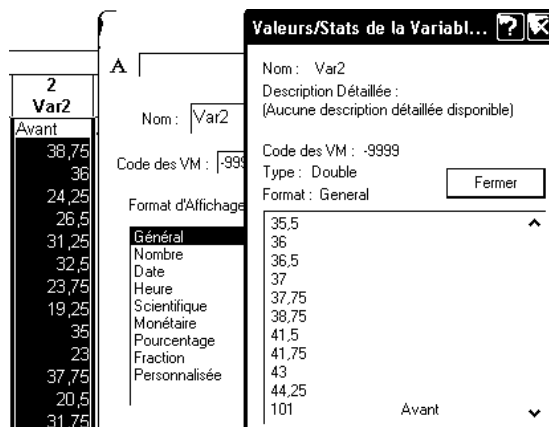 2
Var2
Avant
38,75
36
24,25
26,5
31,25
32,5
23,75
19,25
35
23
37,75
20,5
31,75
A
Nom : Var2
Code des VM : -999
Format d'Affichage
Général
Nombre
Date
Heure
Scientifique
Monétaire
Pourcentage
Fraction
Personnalisée
Valeurs/Stats de la Variabl...
Nom : Var2
Description Détaillée :
(Aucune description détaillée disponible)
Code des VM : -9999
Type : Double
Format : General
Fermer
35,5
36
36,5
37
37,75
38,75
41,5
41,75
43
44,25
101 Avant